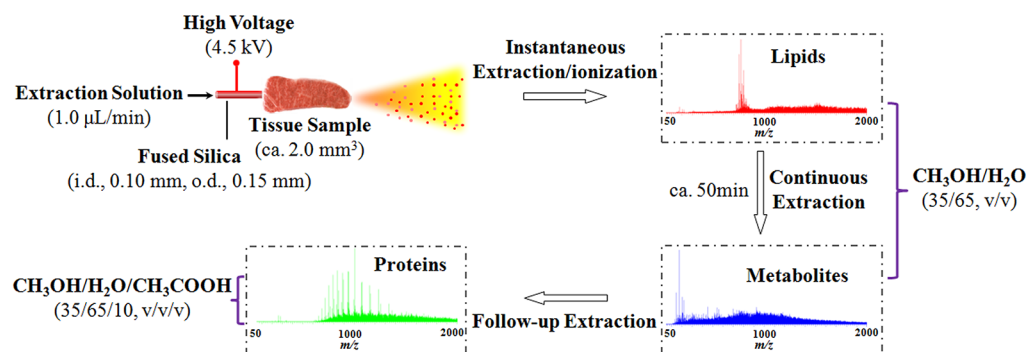 High Voltage
(4.5 kV)
Extraction Solution
(1.0 μL/min)
Tissue Sample
(ca. 2.0 mm³)
Fused Silica
(i.d., 0.10 mm, o.d., 0.15 mm)
Instantaneous
Extraction/ionization
Lipids
50 1000 2000
m/z
ca. 50min
Continuous
Extraction
CH₃OH/H₂O
(35/65, v/v)
Metabolites
50 1000 2000
m/z
Follow-up Extraction
Proteins
50 1000 2000
m/z
CH₃OH/H₂O/CH₃COOH
(35/65/10, v/v/v)